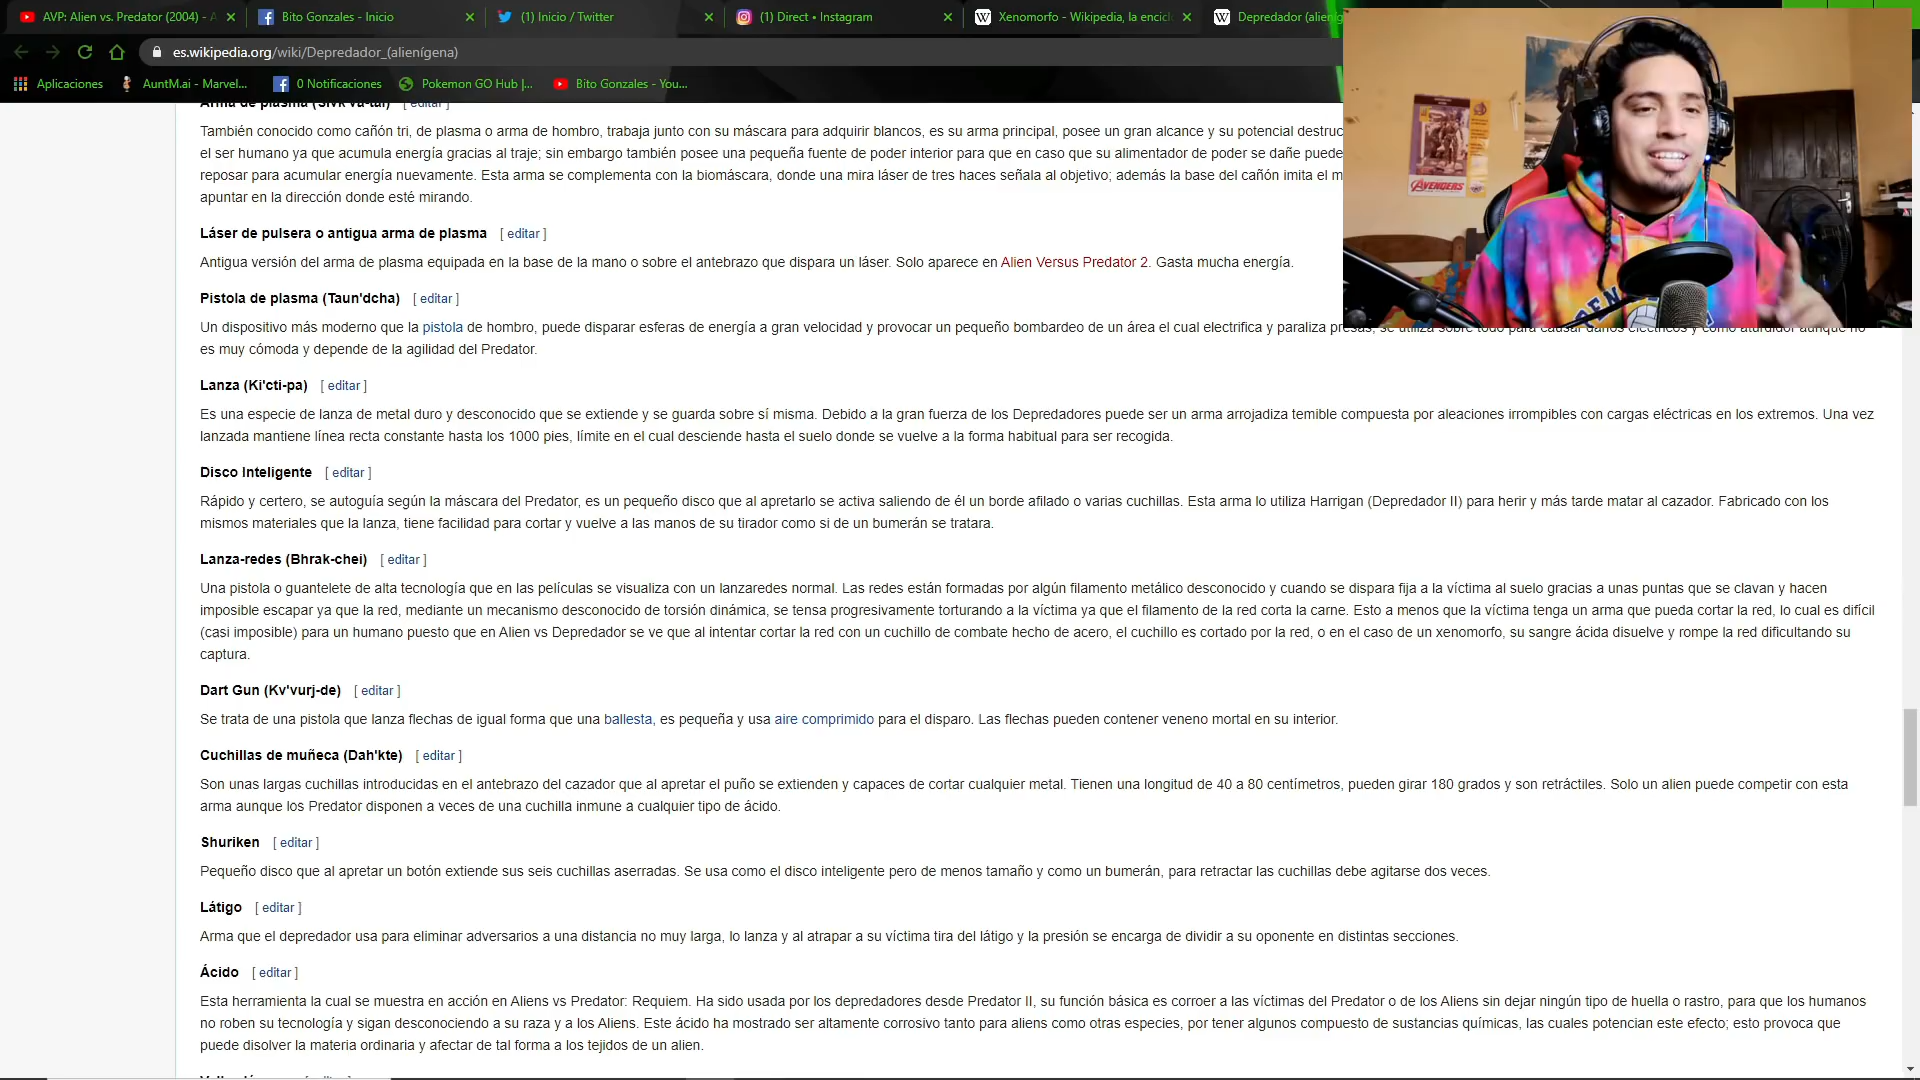 AVP: Alien vs. Predator (2004) - A
Bito Gonzales - Inicio
(1) Inicio / Twitter
(1) Direct • Instagram
Xenomorfo - Wikipedia, la encicl
Depredador (alieníg
es.wikipedia.org/wiki/Depredador_(alienígena)
Aplicaciones
AuntM.ai - Marvel...
0 Notificaciones
Pokemon GO Hub |...
Bito Gonzales - You...
Arma de plasma (Sivk'va-tai) [ editar ]
También conocido como cañón tri, de plasma o arma de hombro, trabaja junto con su máscara para adquirir blancos, es su arma principal, posee un gran alcance y su potencial destruc
el ser humano ya que acumula energía gracias al traje; sin embargo también posee una pequeña fuente de poder interior para que en caso que su alimentador de poder se dañe puede
reposar para acumular energía nuevamente. Esta arma se complementa con la biomáscara, donde una mira láser de tres haces señala al objetivo; además la base del cañón imita el m
apuntar en la dirección donde esté mirando.
Láser de pulsera o antigua arma de plasma [ editar ]
Antigua versión del arma de plasma equipada en la base de la mano o sobre el antebrazo que dispara un láser. Solo aparece en Alien Versus Predator 2. Gasta mucha energía.
Pistola de plasma (Taun'dcha) [ editar ]
Un dispositivo más moderno que la pistola de hombro, puede disparar esferas de energía a gran velocidad y provocar un pequeño bombardeo de un área el cual electrifica y paraliza presas, se utiliza sobre todo para causar daños eléctricos y como aturdidor aunque no
es muy cómoda y depende de la agilidad del Predator.
Lanza (Ki'cti-pa) [ editar ]
Es una especie de lanza de metal duro y desconocido que se extiende y se guarda sobre sí misma. Debido a la gran fuerza de los Depredadores puede ser un arma arrojadiza temible compuesta por aleaciones irrompibles con cargas eléctricas en los extremos. Una vez
lanzada mantiene línea recta constante hasta los 1000 pies, límite en el cual desciende hasta el suelo donde se vuelve a la forma habitual para ser recogida.
Disco Inteligente [ editar ]
Rápido y certero, se autoguía según la máscara del Predator, es un pequeño disco que al apretarlo se activa saliendo de él un borde afilado o varias cuchillas. Esta arma lo utiliza Harrigan (Depredador II) para herir y más tarde matar al cazador. Fabricado con los
mismos materiales que la lanza, tiene facilidad para cortar y vuelve a las manos de su tirador como si de un bumerán se tratara.
Lanza-redes (Bhrak-chei) [ editar ]
Una pistola o guantelete de alta tecnología que en las películas se visualiza con un lanzaredes normal. Las redes están formadas por algún filamento metálico desconocido y cuando se dispara fija a la víctima al suelo gracias a unas puntas que se clavan y hacen
imposible escapar ya que la red, mediante un mecanismo desconocido de torsión dinámica, se tensa progresivamente torturando a la víctima ya que el filamento de la red corta la carne. Esto a menos que la víctima tenga un arma que pueda cortar la red, lo cual es difícil
(casi imposible) para un humano puesto que en Alien vs Depredador se ve que al intentar cortar la red con un cuchillo de combate hecho de acero, el cuchillo es cortado por la red, o en el caso de un xenomorfo, su sangre ácida disuelve y rompe la red dificultando su
captura.
Dart Gun (Kv'vurj-de) [ editar ]
Se trata de una pistola que lanza flechas de igual forma que una ballesta, es pequeña y usa aire comprimido para el disparo. Las flechas pueden contener veneno mortal en su interior.
Cuchillas de muñeca (Dah'kte) [ editar ]
Son unas largas cuchillas introducidas en el antebrazo del cazador que al apretar el puño se extienden y capaces de cortar cualquier metal. Tienen una longitud de 40 a 80 centímetros, pueden girar 180 grados y son retráctiles. Solo un alien puede competir con esta
arma aunque los Predator disponen a veces de una cuchilla inmune a cualquier tipo de ácido.
Shuriken [ editar ]
Pequeño disco que al apretar un botón extiende sus seis cuchillas aserradas. Se usa como el disco inteligente pero de menos tamaño y como un bumerán, para retractar las cuchillas debe agitarse dos veces.
Látigo [ editar ]
Arma que el depredador usa para eliminar adversarios a una distancia no muy larga, lo lanza y al atrapar a su víctima tira del látigo y la presión se encarga de dividir a su oponente en distintas secciones.
Ácido [ editar ]
Esta herramienta la cual se muestra en acción en Aliens vs Predator: Requiem. Ha sido usada por los depredadores desde Predator II, su función básica es corroer a las víctimas del Predator o de los Aliens sin dejar ningún tipo de huella o rastro, para que los humanos
no roben su tecnología y sigan desconociendo a su raza y a los Aliens. Este ácido ha mostrado ser altamente corrosivo tanto para aliens como otras especies, por tener algunos compuesto de sustancias químicas, las cuales potencian este efecto; esto provoca que
puede disolver la materia ordinaria y afectar de tal forma a los tejidos de un alien.
AVENGERS